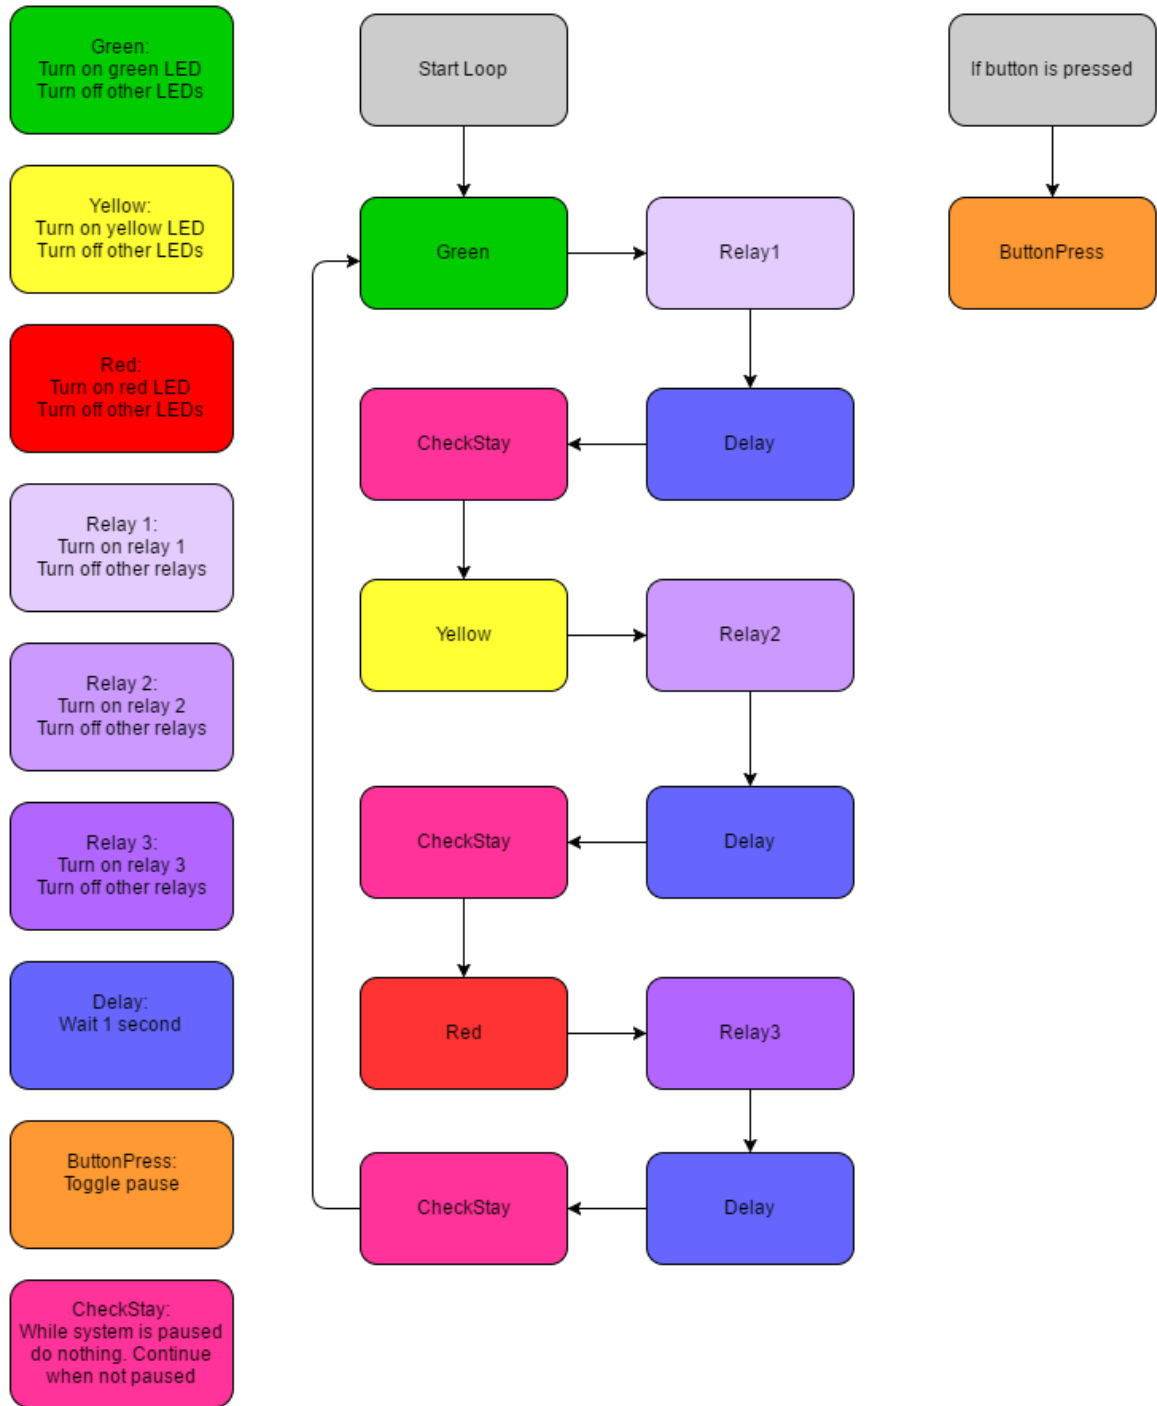 Green:
Turn on green LED
Turn off other LEDs
Yellow:
Turn on yellow LED
Turn off other LEDs
Red:
Turn on red LED
Turn off other LEDs
Relay 1:
Turn on relay 1
Turn off other relays
Relay 2:
Turn on relay 2
Turn off other relays
Relay 3:
Turn on relay 3
Turn off other relays
Delay:
Wait 1 second
ButtonPress:
Toggle pause
CheckStay:
While system is paused
do nothing. Continue
when not paused
Start Loop
Green
Relay1
CheckStay
Delay
Yellow
Relay2
CheckStay
Delay
Red
Relay3
CheckStay
Delay
If button is pressed
ButtonPress